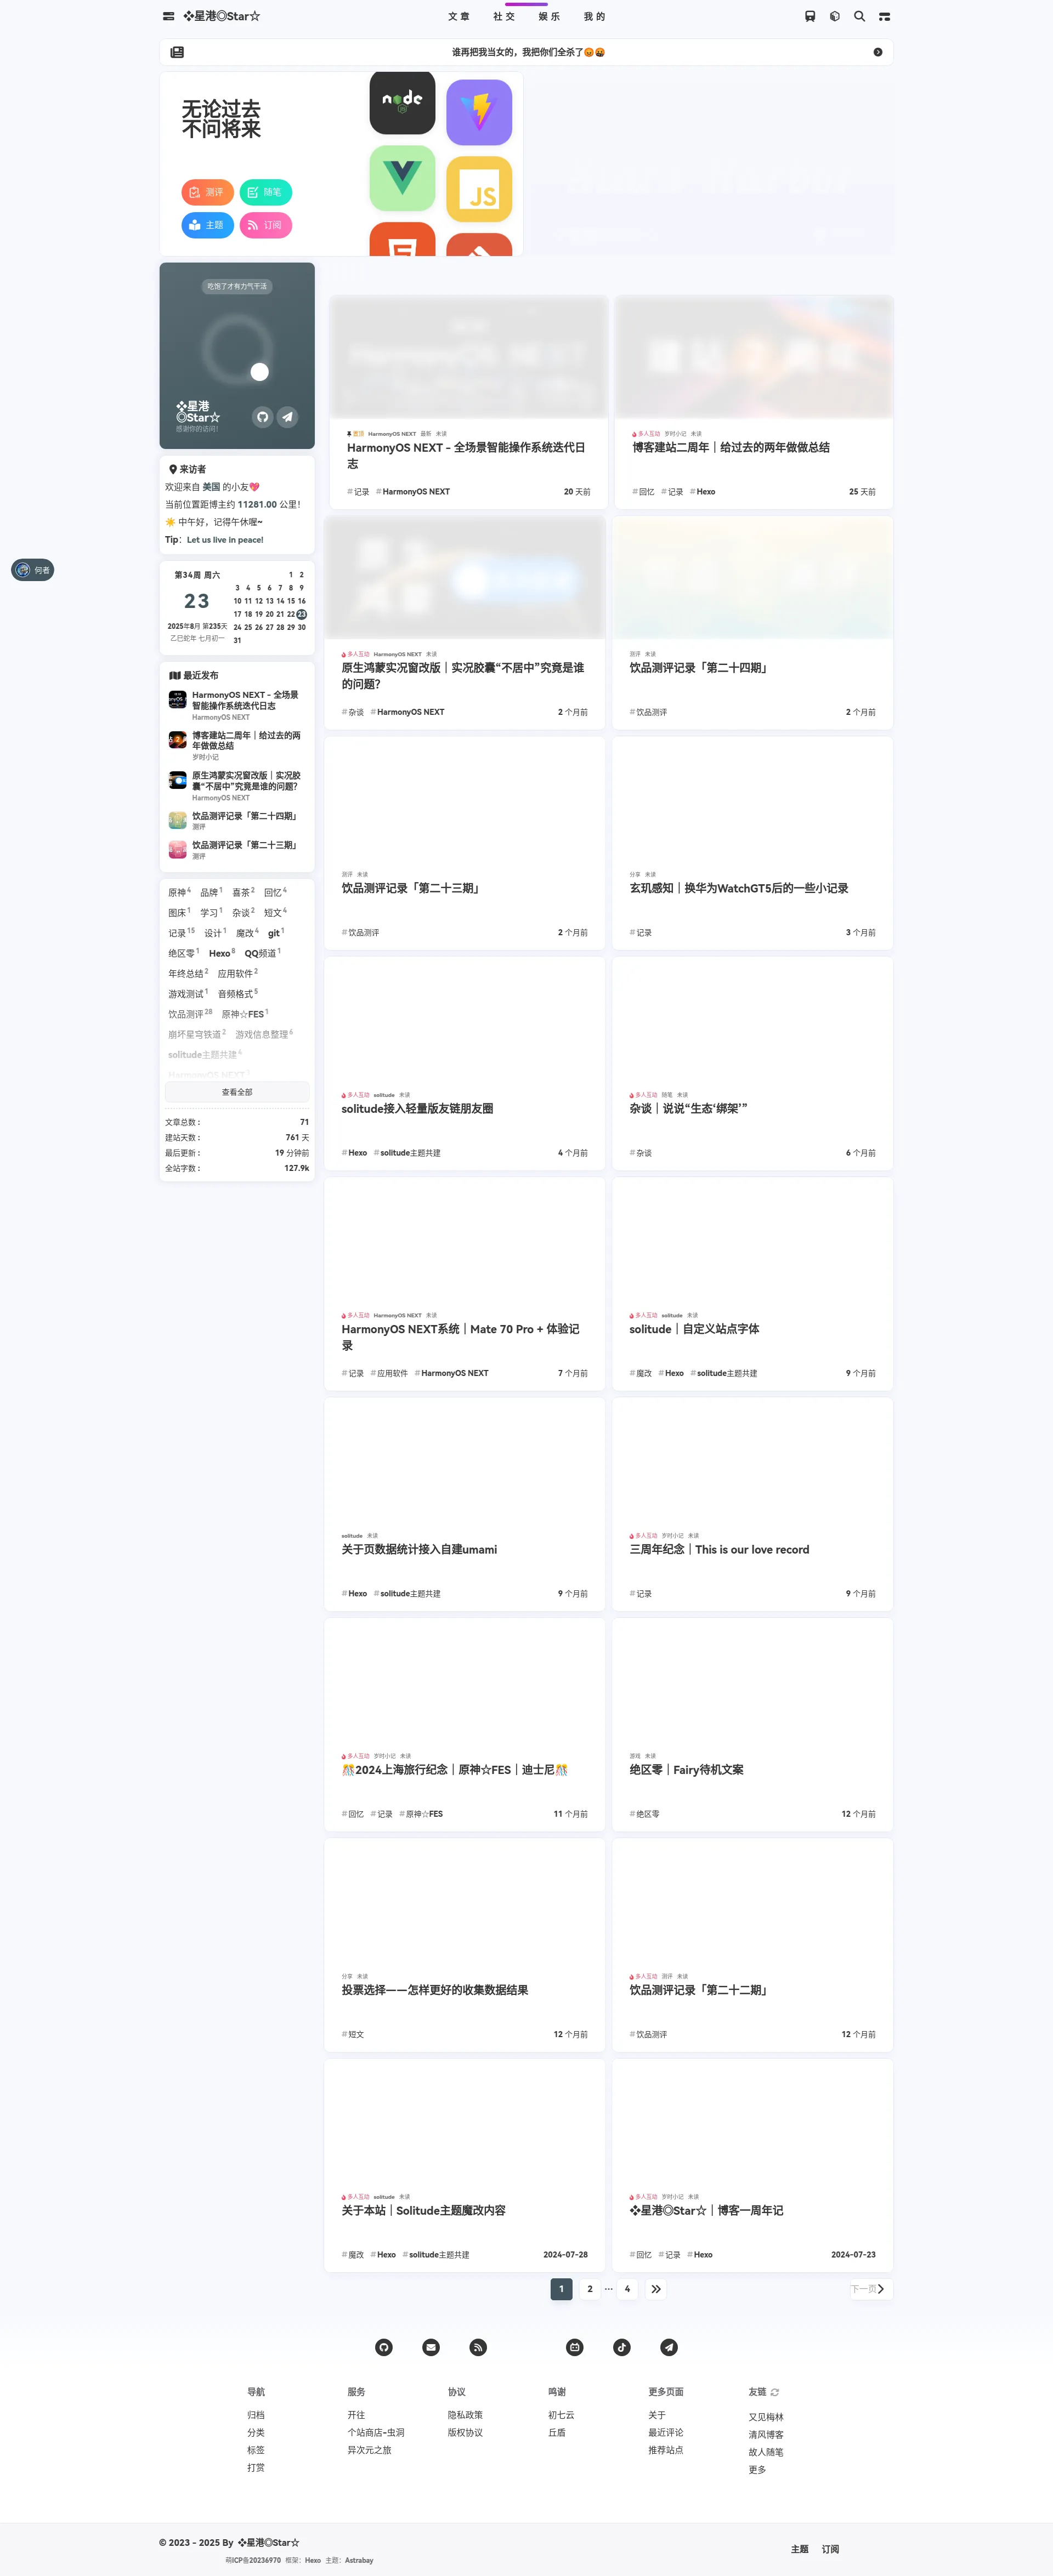 ❖星港◎Star☆
文章 社交 娱乐 我的
谁再把我当女的，我把你们全杀了😡🤬
无论过去
不问将来
测评 随笔
主题 订阅
node
JS
吃饱了才有力气干活
❖星港
◎Star☆
感谢你的访问！
来访者
欢迎来自 美国 的小友💖
当前位置距博主约 11281.00 公里！
☀️ 中午好，记得午休喔~
Tip：Let us live in peace!
何者
第34周 周六
23
2025年8月 第235天
乙巳蛇年 七月初一
1 2
3 4 5 6 7 8 9
10 11 12 13 14 15 16
17 18 19 20 21 22 23
24 25 26 27 28 29 30
31
最近发布
HarmonyOS NEXT - 全场景
智能操作系统迭代日志
HarmonyOS NEXT
博客建站二周年｜给过去的两
年做做总结
岁时小记
原生鸿蒙实况窗改版｜实况胶
囊“不居中”究竟是谁的问题？
HarmonyOS NEXT
饮品测评记录「第二十四期」
测评
饮品测评记录「第二十三期」
测评
原神4 品牌1 喜茶2 回忆4
图床1 学习1 杂谈2 短文4
记录15 设计1 魔改4 git1
绝区零1 Hexo8 QQ频道1
年终总结2 应用软件2
游戏测试1 音频格式5
饮品测评28 原神☆FES1
崩坏星穹铁道2 游戏信息整理6
solitude主题共建4
HarmonyOS NEXT
查看全部
文章总数 : 71
建站天数 : 761 天
最后更新 : 19 分钟前
全站字数 : 127.9k
HarmonyOS NEXT
置顶 HarmonyOS NEXT 最新 未读
HarmonyOS NEXT - 全场景智能操作系统迭代日
志
#记录 #HarmonyOS NEXT 20 天前
建站2周年
多人互动 岁时小记 未读
博客建站二周年｜给过去的两年做做总结
#回忆 #记录 #Hexo 25 天前
原生
鸿蒙
多人互动 HarmonyOS NEXT 未读
原生鸿蒙实况窗改版｜实况胶囊“不居中”究竟是谁
的问题？
#杂谈 #HarmonyOS NEXT 2 个月前
测评 未读
饮品测评记录「第二十四期」
#饮品测评 2 个月前
测评 未读
饮品测评记录「第二十三期」
#饮品测评 2 个月前
分享 未读
玄玑感知｜换华为WatchGT5后的一些小记录
#记录 3 个月前
多人互动 solitude 未读
solitude接入轻量版友链朋友圈
#Hexo #solitude主题共建 4 个月前
多人互动 随笔 未读
杂谈｜说说“生态‘绑架’”
#杂谈 6 个月前
多人互动 HarmonyOS NEXT 未读
HarmonyOS NEXT系统｜Mate 70 Pro + 体验记
录
#记录 #应用软件 #HarmonyOS NEXT 7 个月前
多人互动 solitude 未读
solitude｜自定义站点字体
#魔改 #Hexo #solitude主题共建 9 个月前
solitude 未读
关于页数据统计接入自建umami
#Hexo #solitude主题共建 9 个月前
多人互动 岁时小记 未读
三周年纪念｜This is our love record
#记录 9 个月前
多人互动 岁时小记 未读
🎊2024上海旅行纪念｜原神☆FES｜迪士尼🎊
#回忆 #记录 #原神☆FES 11 个月前
游戏 未读
绝区零｜Fairy待机文案
#绝区零 12 个月前
分享 未读
投票选择——怎样更好的收集数据结果
#短文 12 个月前
多人互动 测评 未读
饮品测评记录「第二十二期」
#饮品测评 12 个月前
多人互动 solitude 未读
关于本站｜Solitude主题魔改内容
#魔改 #Hexo #solitude主题共建 2024-07-28
多人互动 岁时小记 未读
❖星港◎Star☆｜博客一周年记
#回忆 #记录 #Hexo 2024-07-23
1 2 … 4 下一页
导航 服务 协议 鸣谢 更多页面 友链
归档 开往 隐私政策 初七云 关于 又见梅林
分类 个站商店-虫洞 版权协议 丘盾 最近评论 清风博客
标签 异次元之旅 推荐站点 故人随笔
打赏 更多
© 2023 - 2025 By ❖星港◎Star☆
萌ICP备20236970 框架：Hexo 主题：Astrabay
主题 订阅